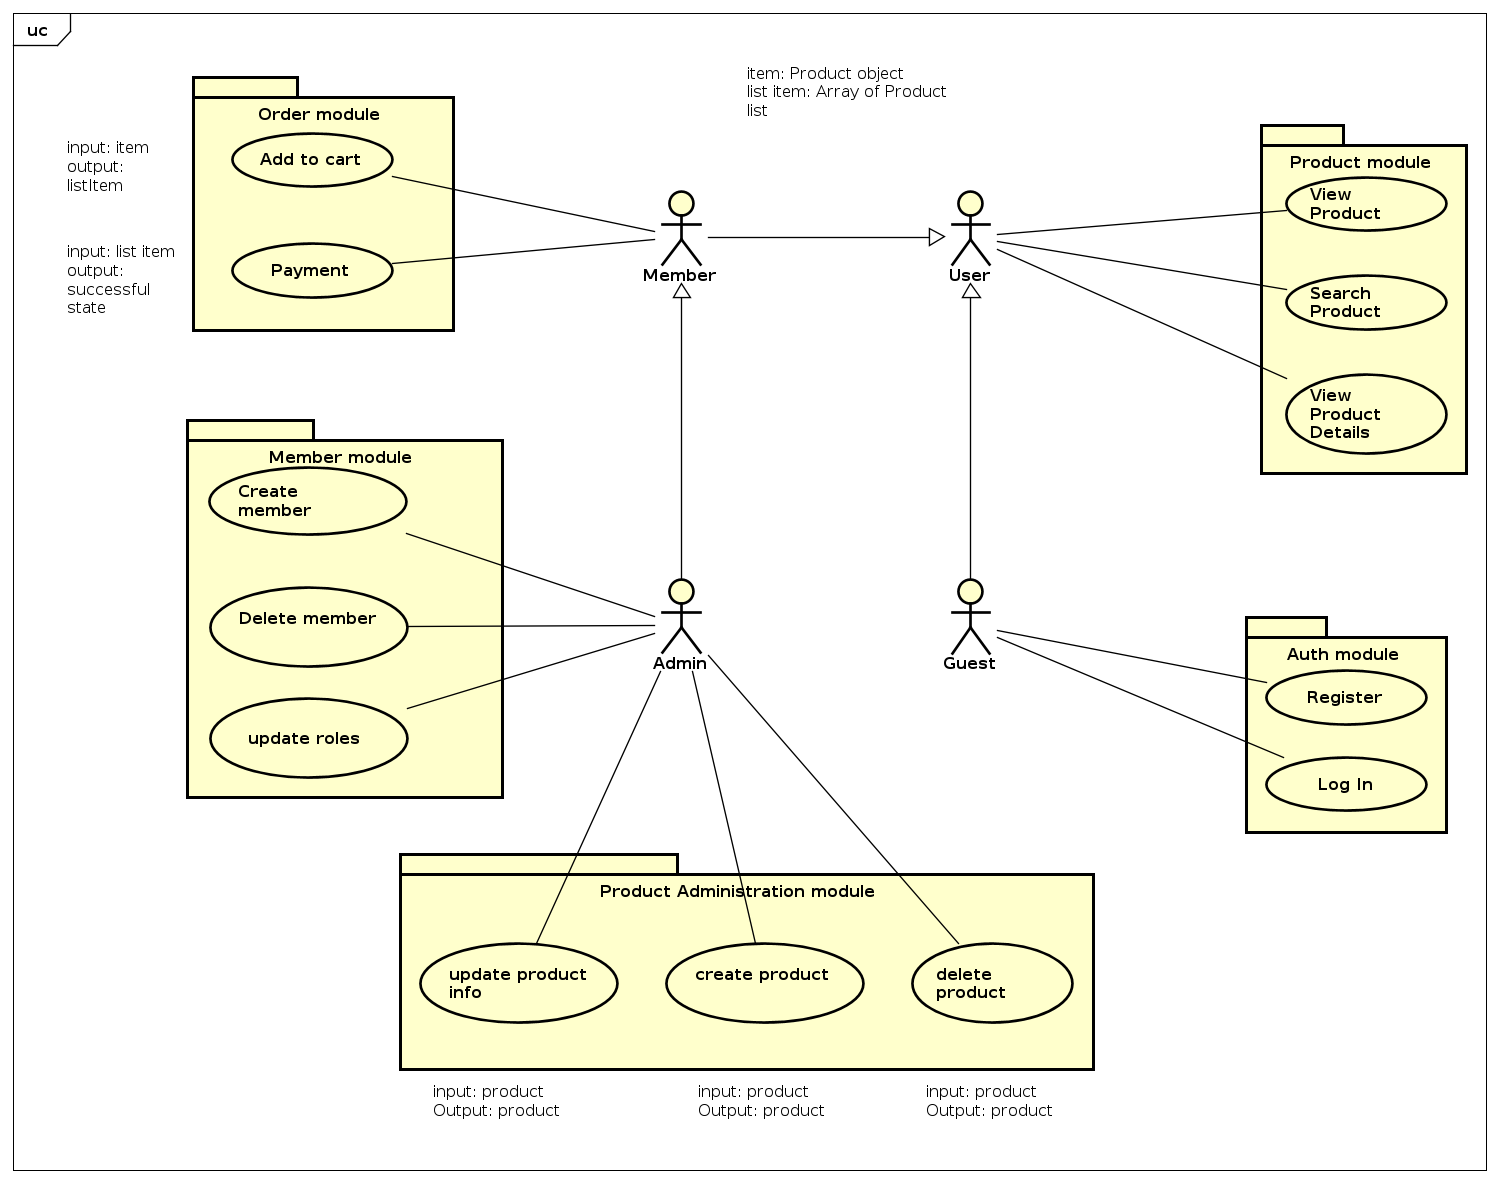 uc
item: Product object
list item: Array of Product
list
Order module
Add to cart
Payment
input: item
output:
listItem
input: list item
output:
successful
state
Member
User
Product module
View
Product
Search
Product
View
Product
Details
Member module
Create
member
Delete member
update roles
Admin
Guest
Auth module
Register
Log In
Product Administration module
update product
info
create product
delete
product
input: product
Output: product
input: product
Output: product
input: product
Output: product